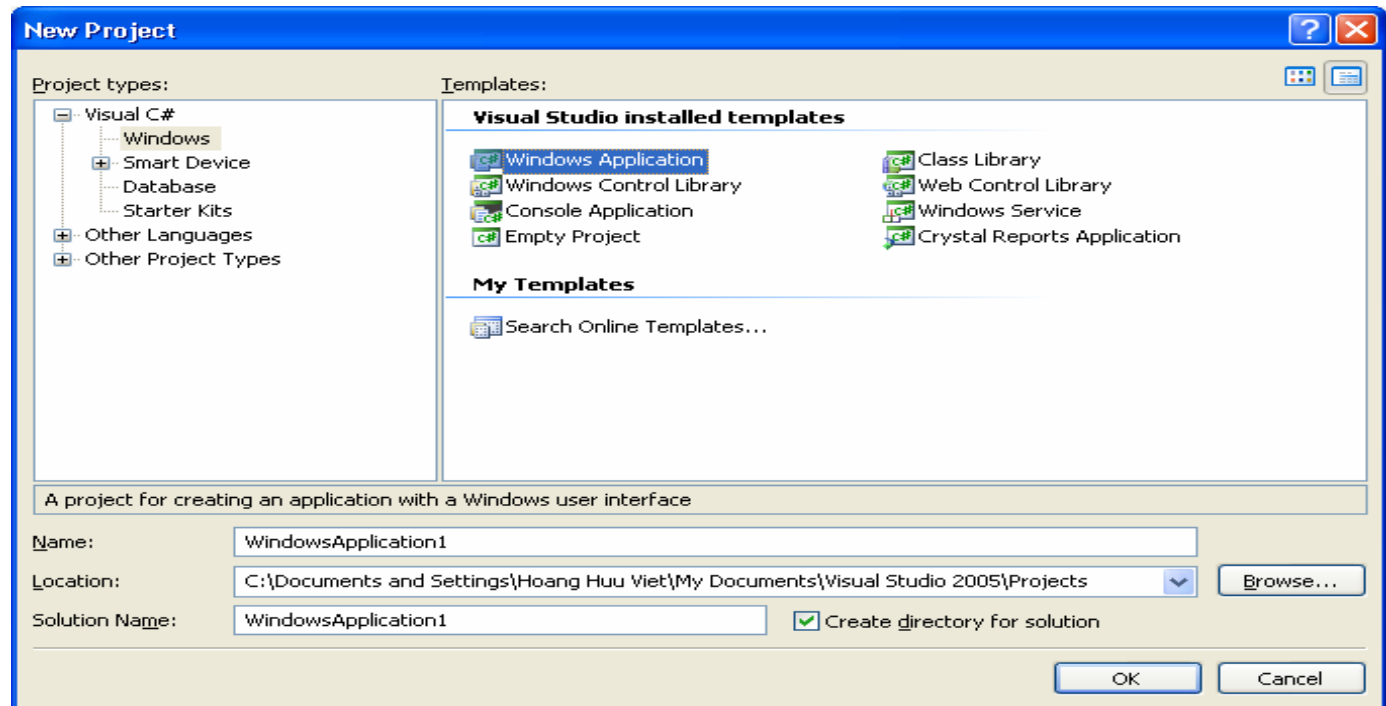 New Project
Project types:
Templates:
Visual C#
Windows
Smart Device
Database
Starter Kits
Other Languages
Other Project Types
Visual Studio installed templates
Windows Application
Class Library
Windows Control Library
Web Control Library
Console Application
Windows Service
Empty Project
Crystal Reports Application
My Templates
Search Online Templates...
A project for creating an application with a Windows user interface
Name:
WindowsApplication1
Location:
C:\Documents and Settings\Hoang Huu Viet\My Documents\Visual Studio 2005\Projects
Browse...
Solution Name:
WindowsApplication1
Create directory for solution
OK
Cancel